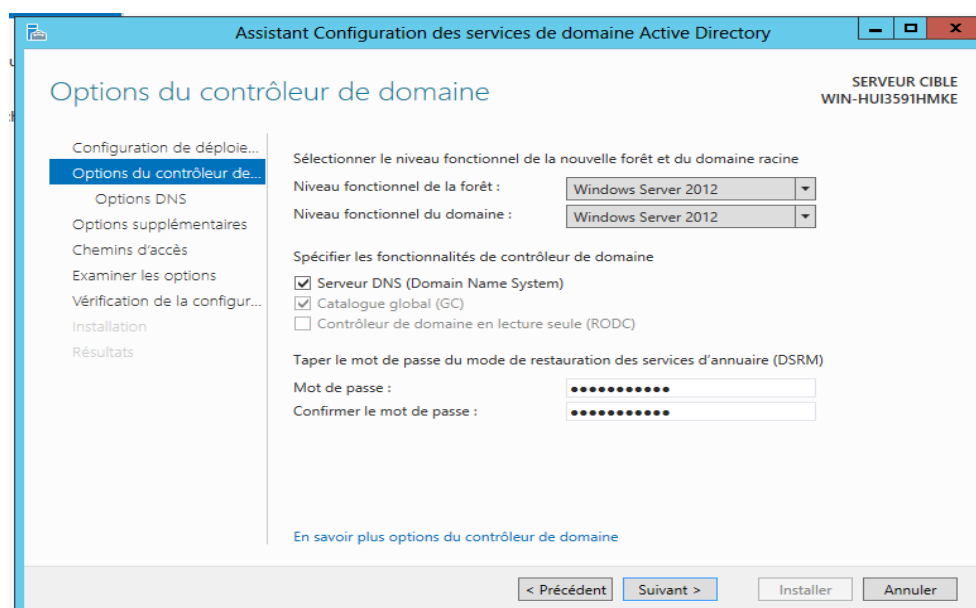 Assistant Configuration des services de domaine Active Directory
Options du contrôleur de domaine
SERVEUR CIBLE
WIN-HUI3591HMKE
Configuration de déploie...
Options du contrôleur de...
Options DNS
Options supplémentaires
Chemins d'accès
Examiner les options
Vérification de la configur...
Installation
Résultats
Sélectionner le niveau fonctionnel de la nouvelle forêt et du domaine racine
Niveau fonctionnel de la forêt : Windows Server 2012
Niveau fonctionnel du domaine : Windows Server 2012
Spécifier les fonctionnalités de contrôleur de domaine
Serveur DNS (Domain Name System)
Catalogue global (GC)
Contrôleur de domaine en lecture seule (RODC)
Taper le mot de passe du mode de restauration des services d'annuaire (DSRM)
Mot de passe : •••••••••••
Confirmer le mot de passe : •••••••••••
En savoir plus options du contrôleur de domaine
< Précédent Suivant > Installer Annuler